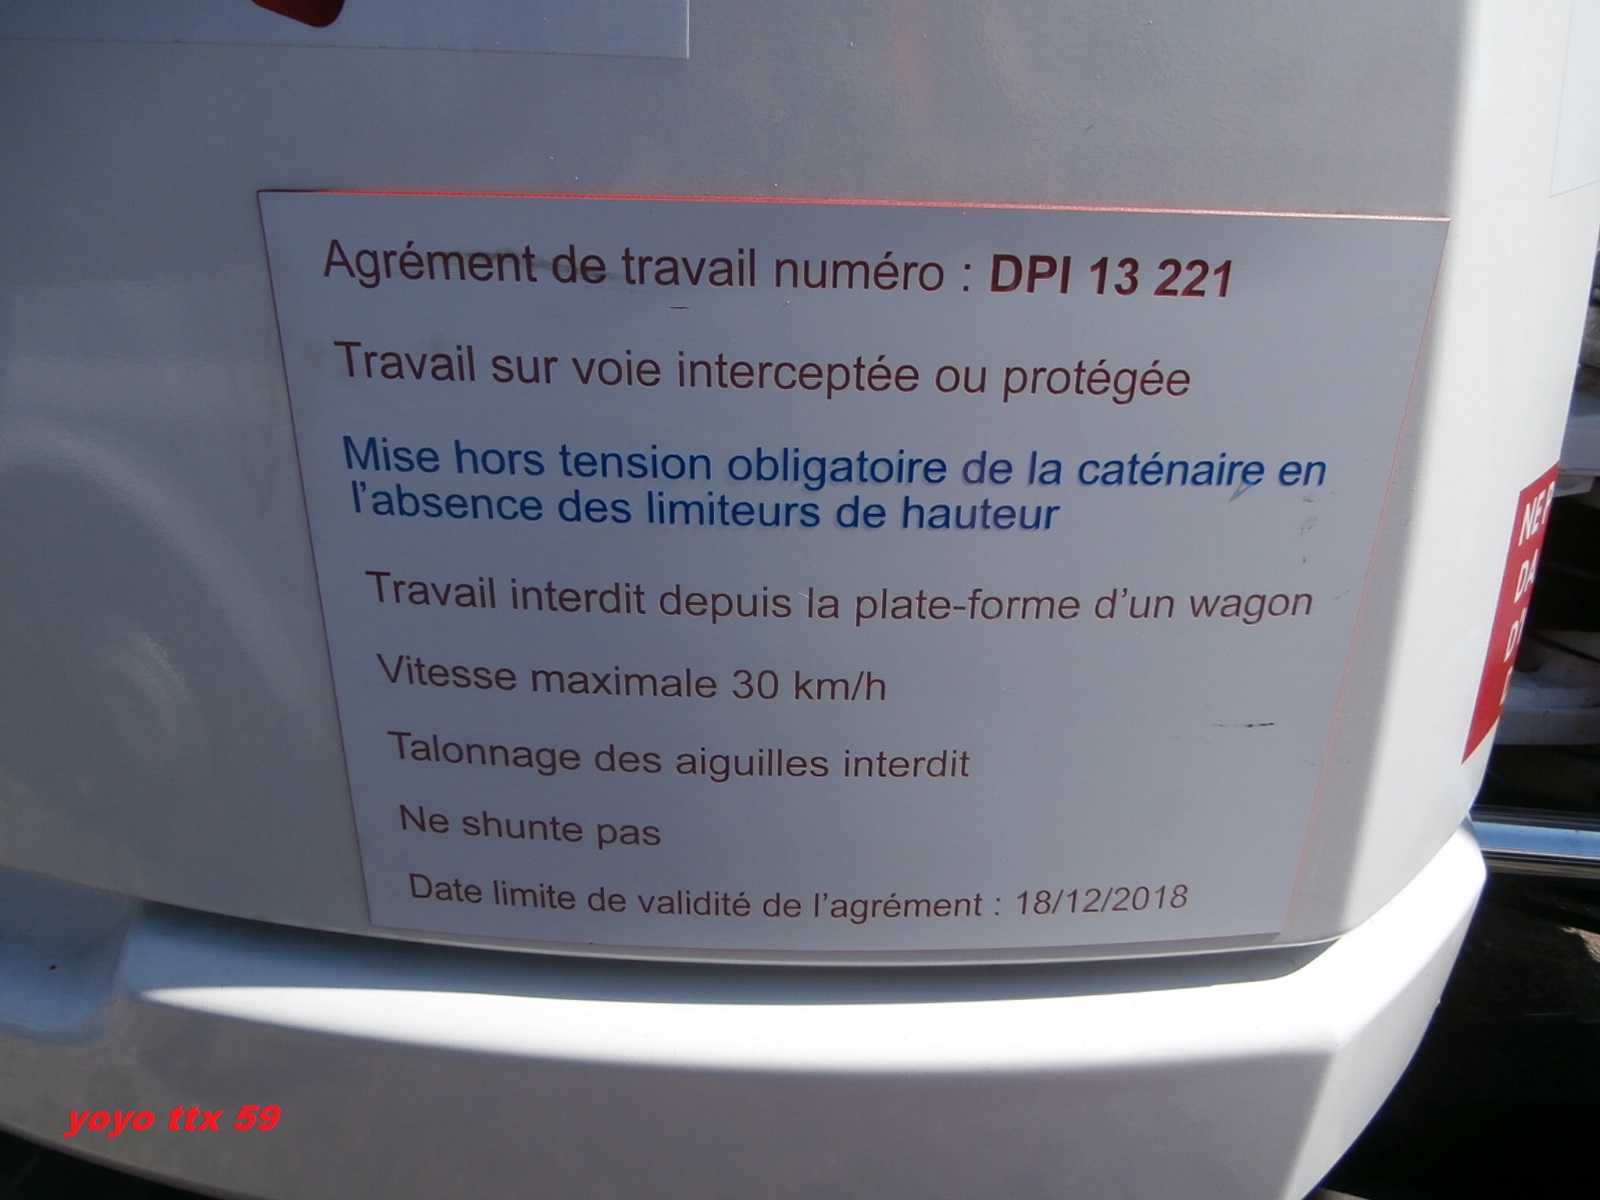 Agrément de travail numéro : DPI 13 221
Travail sur voie interceptée ou protégée
Mise hors tension obligatoire de la caténaire en
l'absence des limiteurs de hauteur
Travail interdit depuis la plate-forme d'un wagon
Vitesse maximale 30 km/h
Talonnage des aiguilles interdit
Ne shunte pas
Date limite de validité de l'agrément : 18/12/2018
NE
yoyo ttx 59